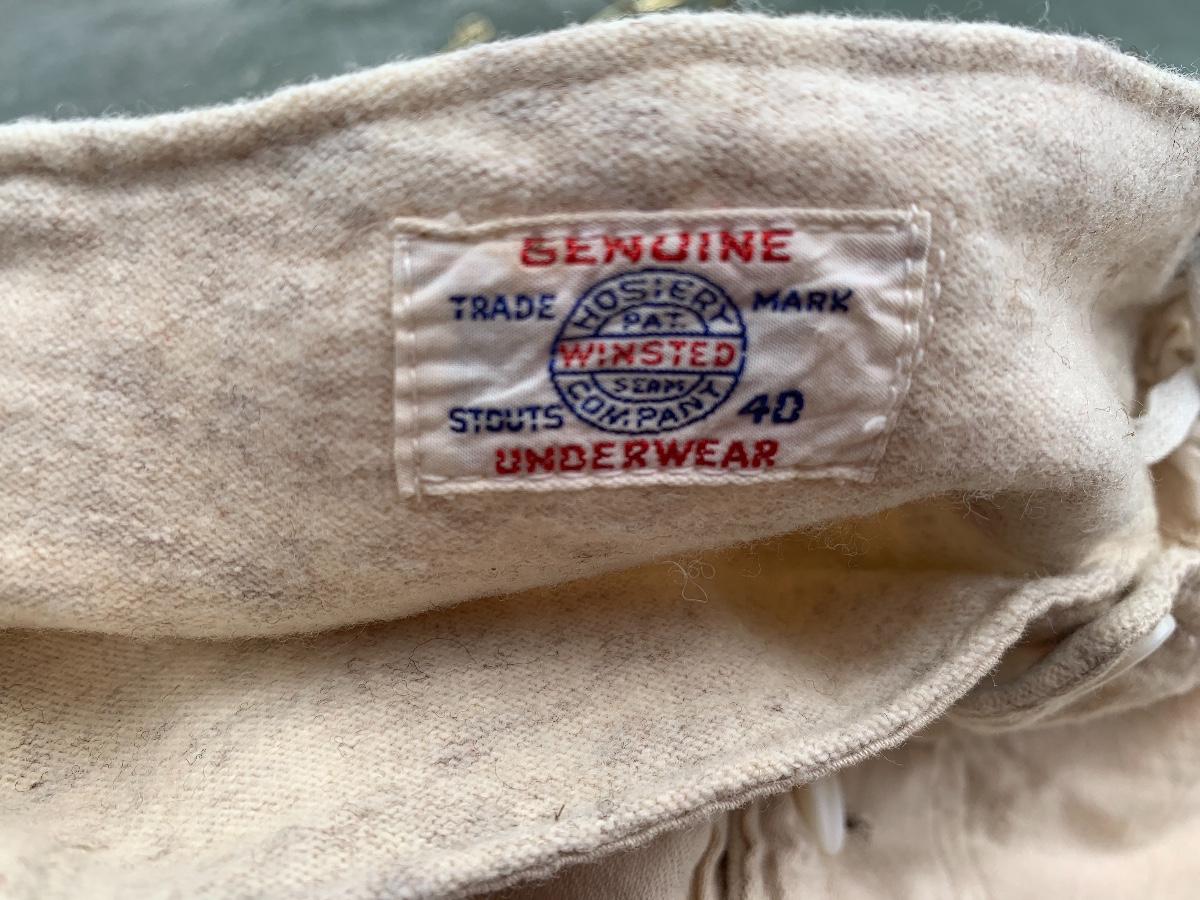 GENUINE
TRADE MARK
HOSIERY
PAT.
WINSTED
SEAM
COMPANY
STOUTS 40
UNDERWEAR